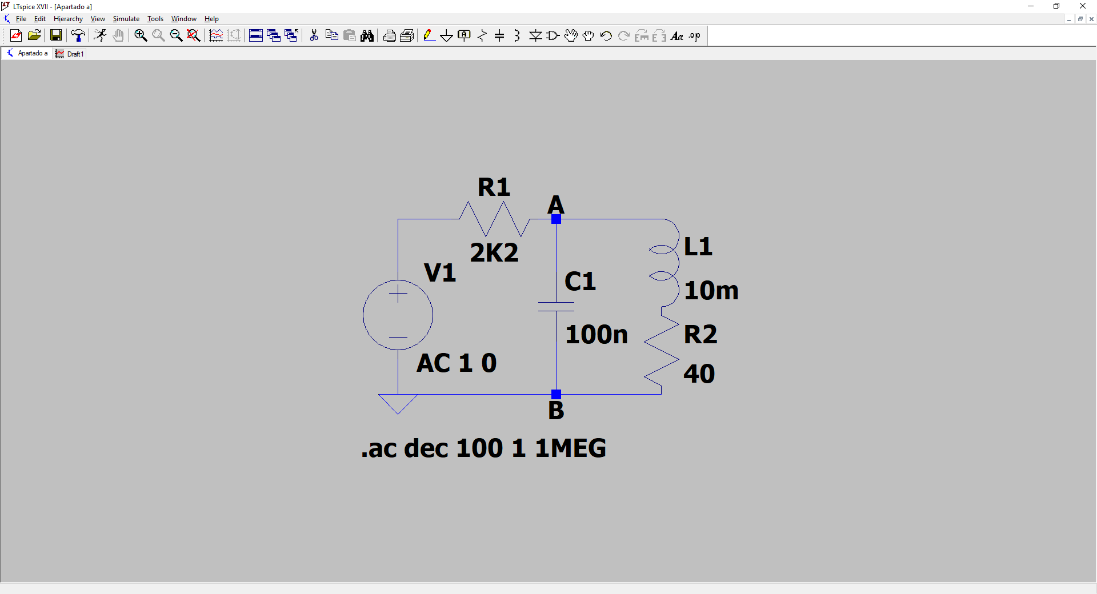 LTspice XVII - [Apartado a]
File Edit Hierarchy View Simulate Tools Window Help
Apartado a Draft1
R1
A
2K2
V1
L1
C1
10m
100n
R2
AC 1 0
40
B
.ac dec 100 1 1MEG